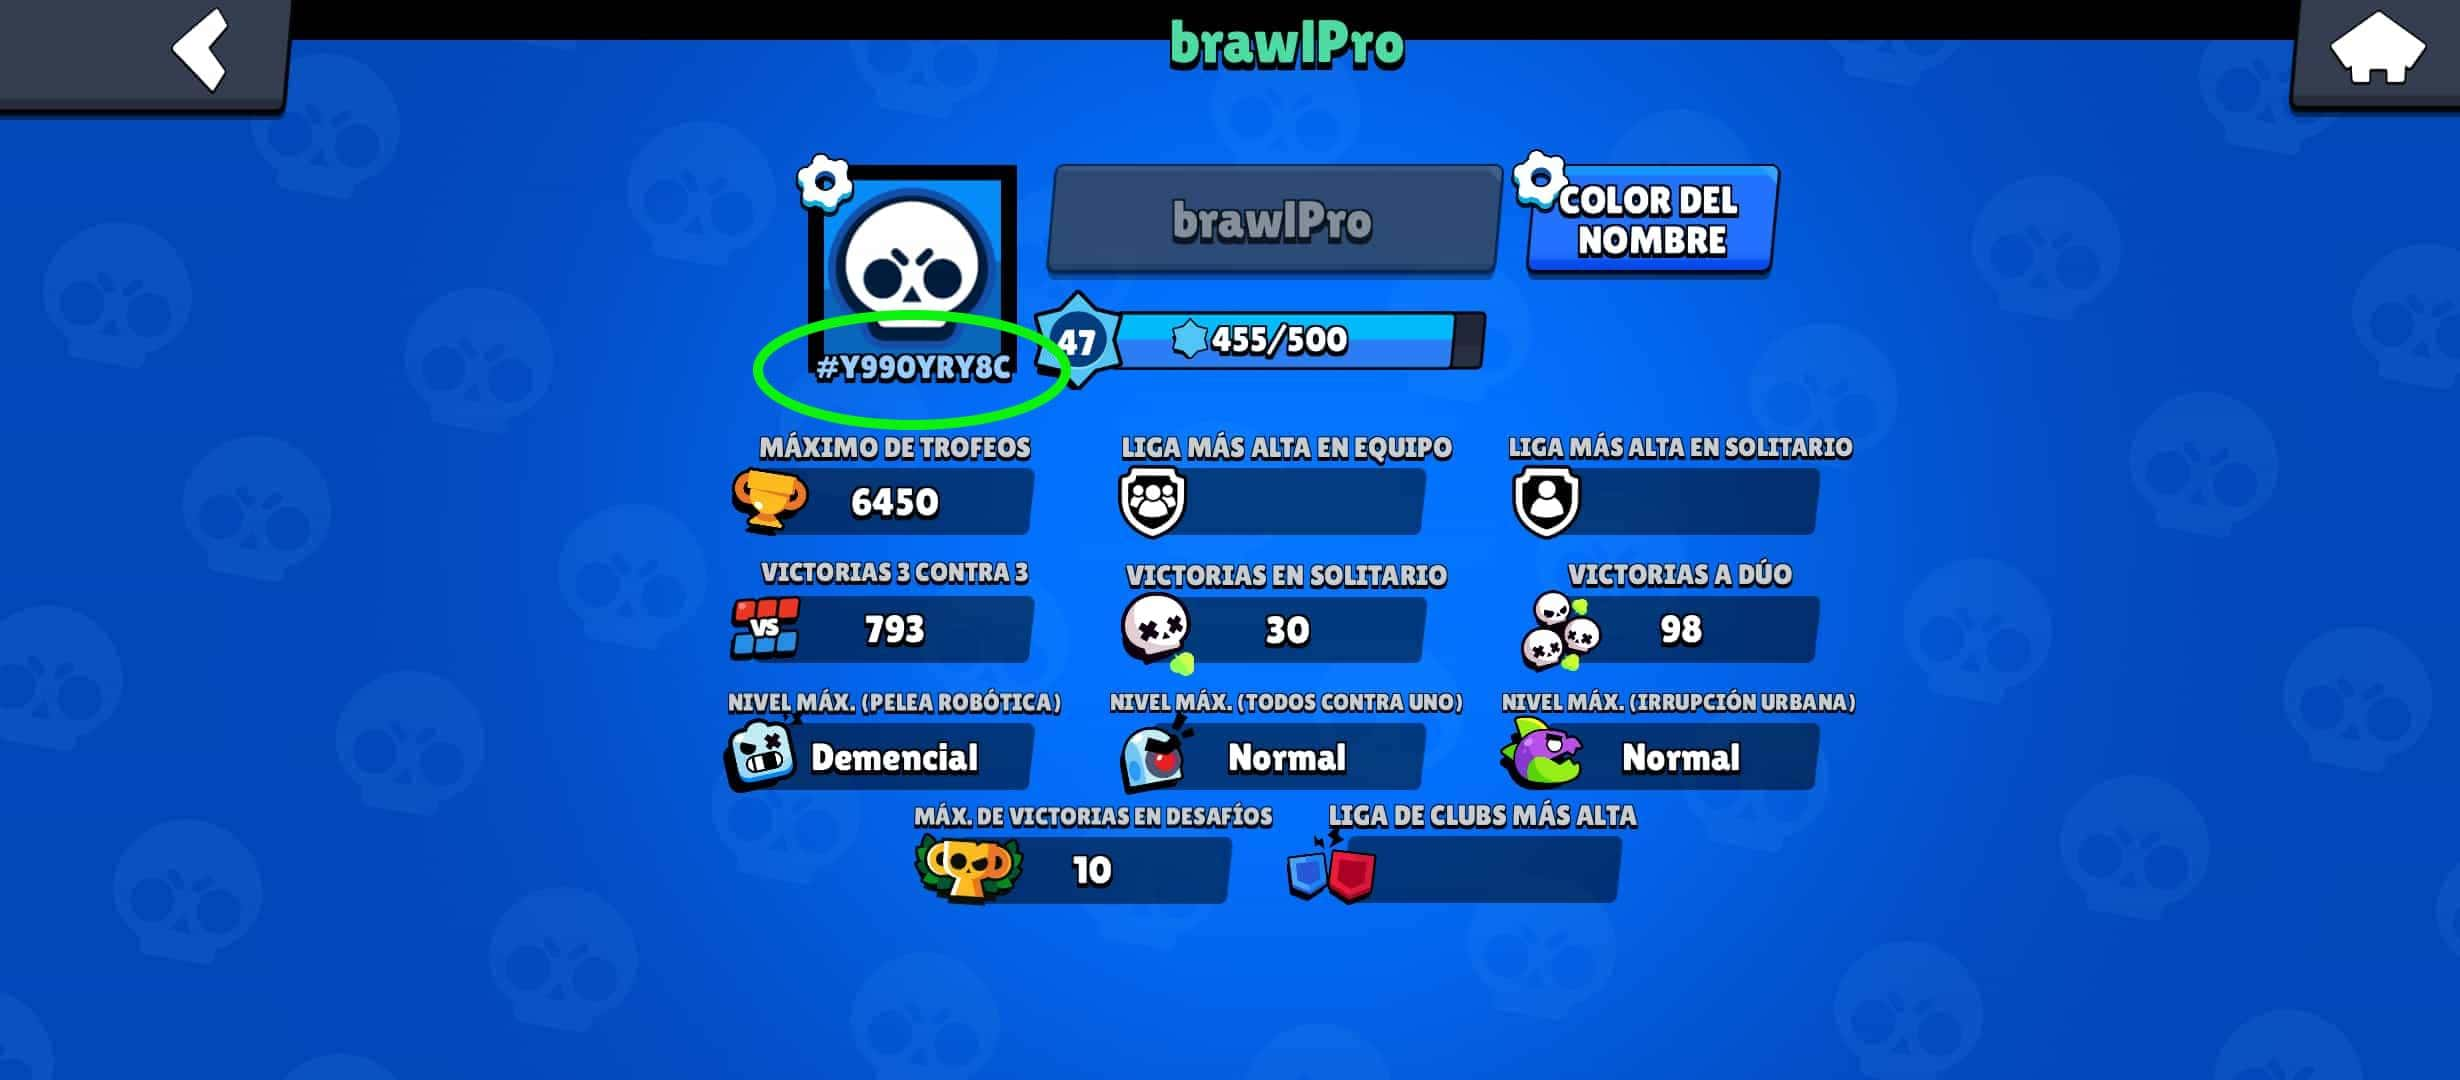 brawlPro
brawlPro
COLOR DEL
NOMBRE
47
455/500
#Y990YRY8C
MÁXIMO DE TROFEOS
6450
LIGA MÁS ALTA EN EQUIPO
LIGA MÁS ALTA EN SOLITARIO
VICTORIAS 3 CONTRA 3
VS
793
VICTORIAS EN SOLITARIO
30
VICTORIAS A DÚO
98
NIVEL MÁX. (PELEA ROBÓTICA)
Demencial
NIVEL MÁX. (TODOS CONTRA UNO)
Normal
NIVEL MÁX. (IRRUPCIÓN URBANA)
Normal
MÁX. DE VICTORIAS EN DESAFÍOS
10
LIGA DE CLUBS MÁS ALTA